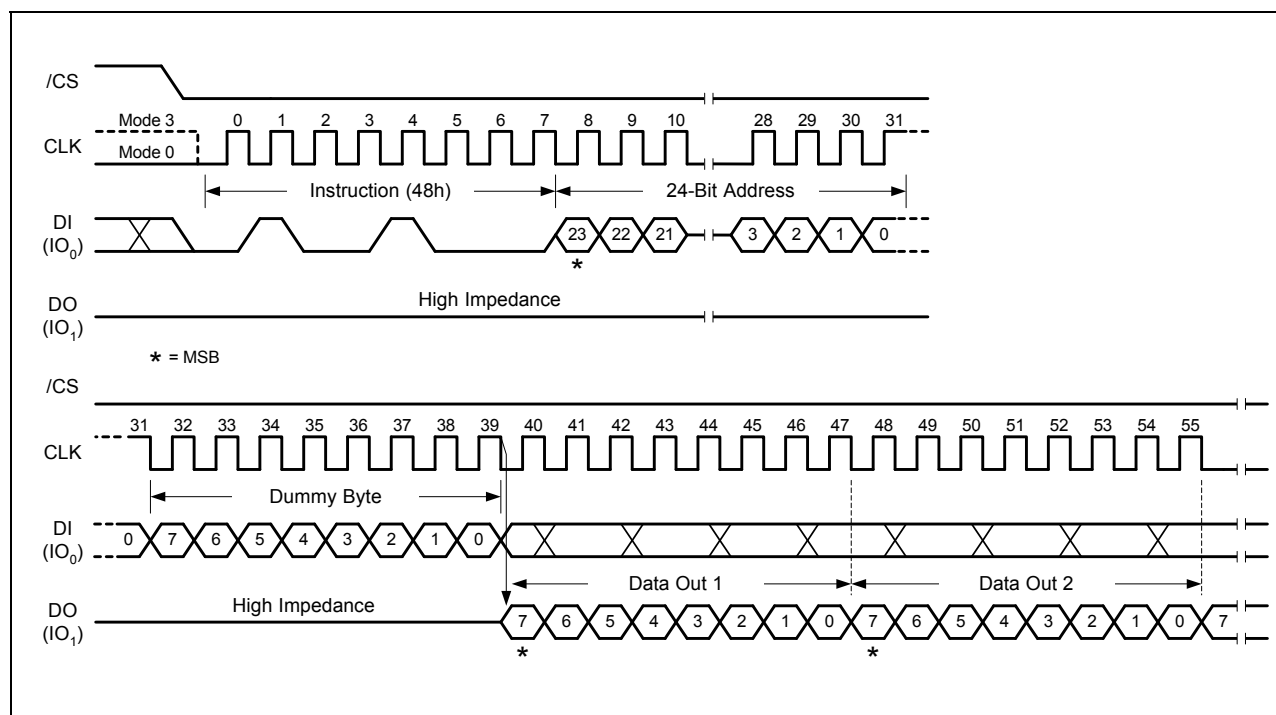 /CS
Mode 3 0 1 2 3 4 5 6 7 8 9 10 28 29 30 31
CLK
Mode 0
Instruction (48h) 24-Bit Address
DI
(IO0) 23 22 21 3 2 1 0
*
DO
(IO1) High Impedance
* = MSB
/CS
31 32 33 34 35 36 37 38 39 40 41 42 43 44 45 46 47 48 49 50 51 52 53 54 55
CLK
Dummy Byte
DI
(IO0) 0 7 6 5 4 3 2 1 0
Data Out 1 Data Out 2
DO
(IO1) High Impedance 7 6 5 4 3 2 1 0 7 6 5 4 3 2 1 0 7
* *